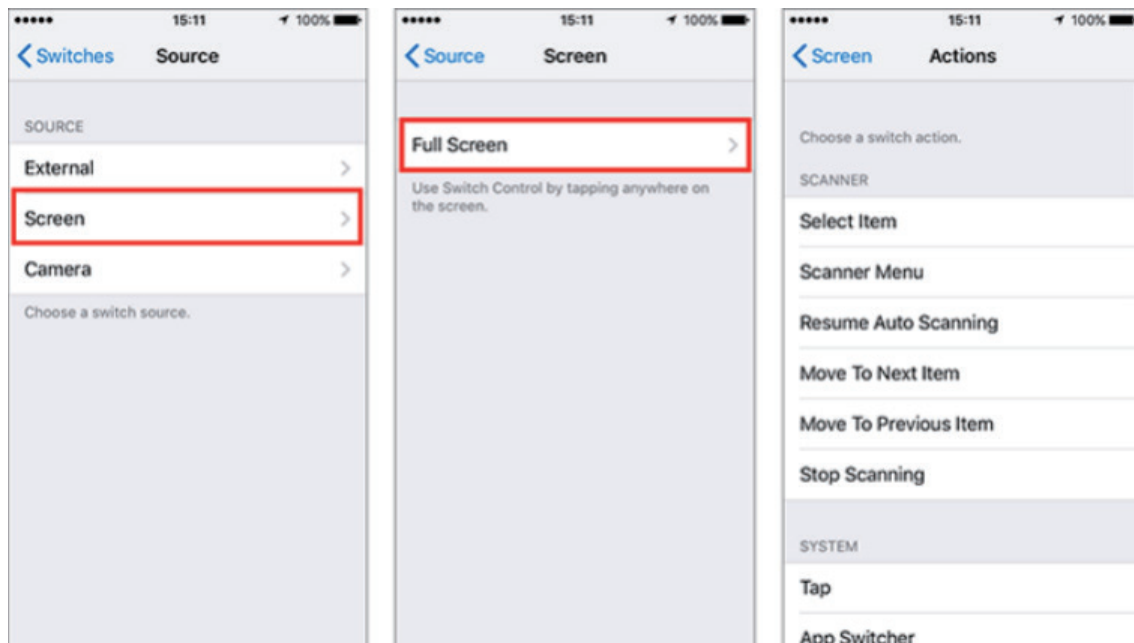 15:11
100%
Switches
Source
SOURCE
External
Screen
Camera
Choose a switch source.
15:11
100%
Source
Screen
Full Screen
Use Switch Control by tapping anywhere on
the screen.
15:11
100%
Screen
Actions
Choose a switch action.
SCANNER
Select Item
Scanner Menu
Resume Auto Scanning
Move To Next Item
Move To Previous Item
Stop Scanning
SYSTEM
Tap
App Switcher